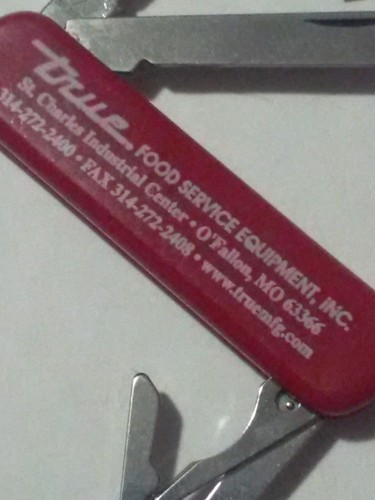 true FOOD SERVICE EQUIPMENT, INC.
St. Charles Industrial Center • O'Fallon, MO 63366
314-272-2400 • FAX 314-272-2408 • www.truemfg.com